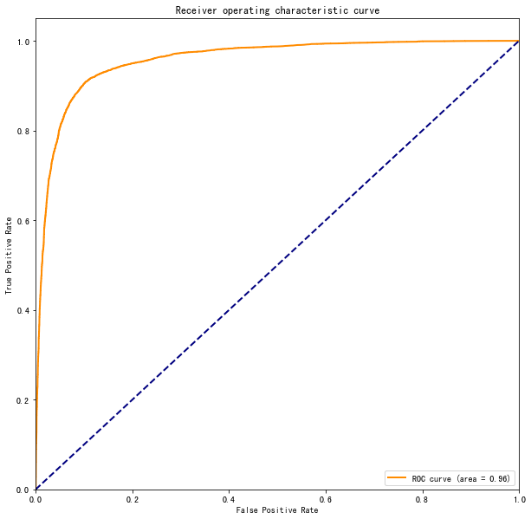 Receiver operating characteristic curve
1.0
0.8
0.6
0.4
0.2
0.0
True Positive Rate
0.0 0.2 0.4 0.6 0.8 1.0
False Positive Rate
ROC curve (area = 0.96)